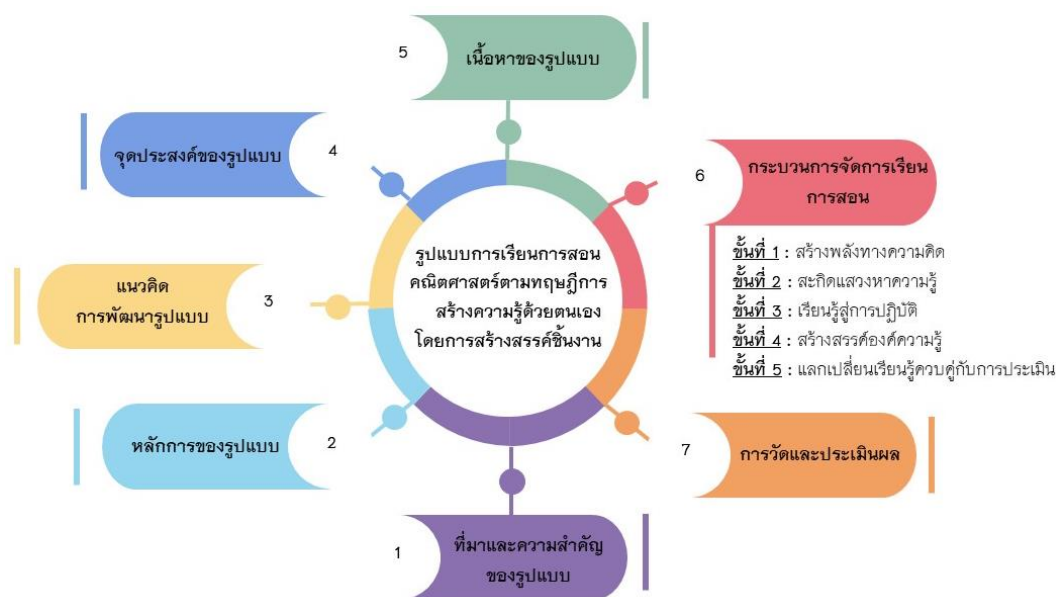 5
เนื้อหาของรูปแบบ
4
จุดประสงค์ของรูปแบบ
6
กระบวนการจัดการเรียน
การสอน
ขั้นที่ 1 : สร้างพลังทางความคิด
ขั้นที่ 2 : สะกิดแสวงหาความรู้
ขั้นที่ 3 : เรียนรู้สู่การปฏิบัติ
ขั้นที่ 4 : สร้างสรรค์องค์ความรู้
ขั้นที่ 5 : แลกเปลี่ยนเรียนรู้ควบคู่กับการประเมิน
รูปแบบการเรียนการสอน
คณิตศาสตร์ตามทฤษฎีการ
สร้างความรู้ด้วยตนเอง
โดยการสร้างสรรค์ชิ้นงาน
แนวคิด
การพัฒนารูปแบบ
3
หลักการของรูปแบบ
2
7
การวัดและประเมินผล
1
ที่มาและความสำคัญ
ของรูปแบบ